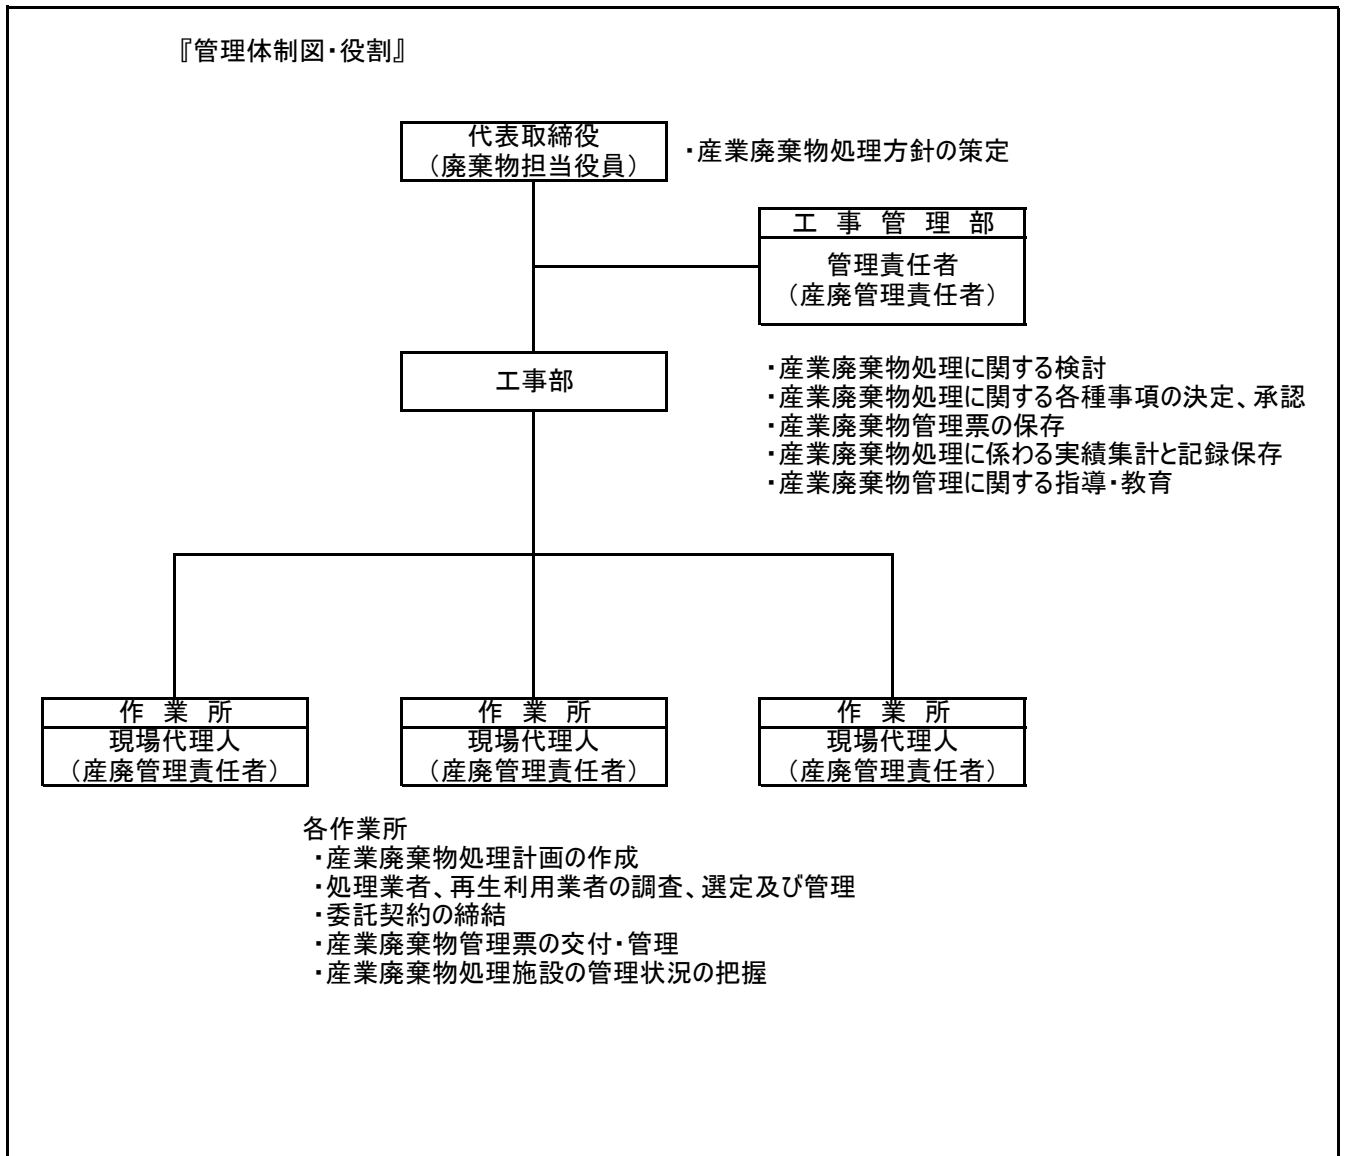 『管理体制図・役割』
代表取締役
（廃棄物担当役員）
・産業廃棄物処理方針の策定
工 事 管 理 部
管理責任者
（産廃管理責任者）
工事部
・産業廃棄物処理に関する検討
・産業廃棄物処理に関する各種事項の決定、承認
・産業廃棄物管理票の保存
・産業廃棄物処理に係わる実績集計と記録保存
・産業廃棄物管理に関する指導・教育
作 業 所
現場代理人
（産廃管理責任者）
作 業 所
現場代理人
（産廃管理責任者）
作 業 所
現場代理人
（産廃管理責任者）
各作業所
・産業廃棄物処理計画の作成
・処理業者、再生利用業者の調査、選定及び管理
・委託契約の締結
・産業廃棄物管理票の交付・管理
・産業廃棄物処理施設の管理状況の把握